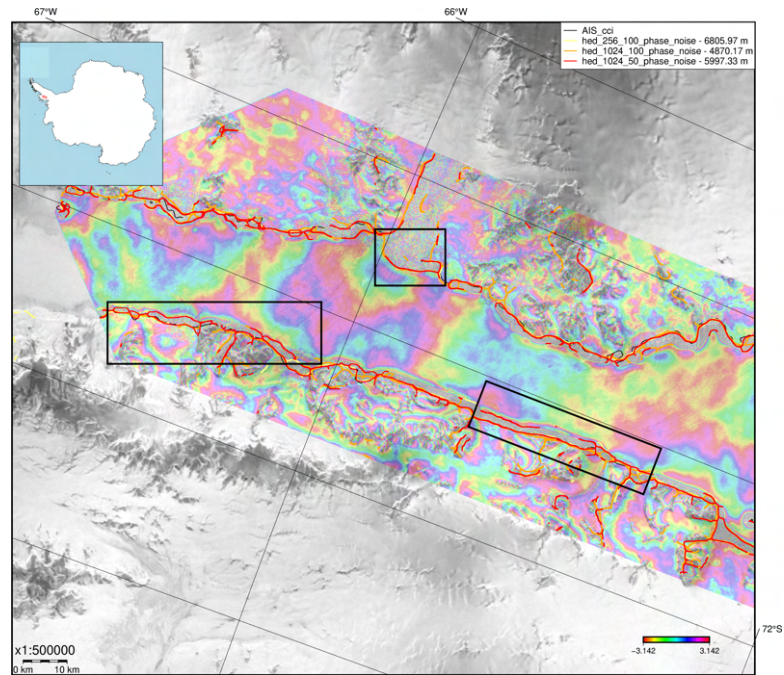 67°W
66°W
AIS_cci
hed_256_100_phase_noise - 6805.97 m
hed_1024_100_phase_noise - 4870.17 m
hed_1024_50_phase_noise - 5997.33 m
72°S
x1:500000
0 km 10 km
−3.142 3.142